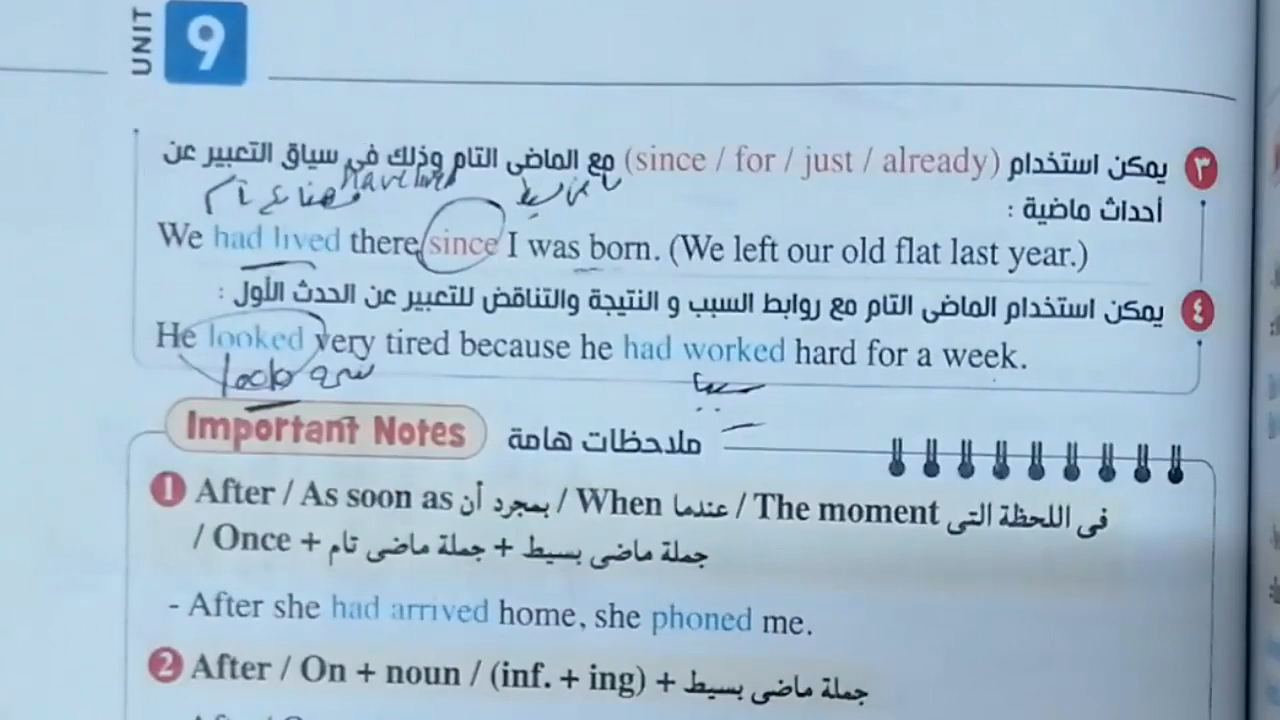 UNIT 9
٣ يمكن استخدام (since / for / just / already) مع الماضى التام وذلك فى سياق التعبير عن
أحداث ماضية :
have lived
We had lived there since I was born. (We left our old flat last year.)
٤ يمكن استخدام الماضى التام مع روابط السبب و النتيجة والتناقض للتعبير عن الحدث الأول :
He looked very tired because he had worked hard for a week.
Important Notes ملاحظات هامة
1 After / As soon as بمجرد أن / When عندما / The moment فى اللحظة التى
/ Once + جملة ماضى بسيط + جملة ماضى تام
- After she had arrived home, she phoned me.
2 After / On + noun / (inf. + ing) + جملة ماضى بسيط